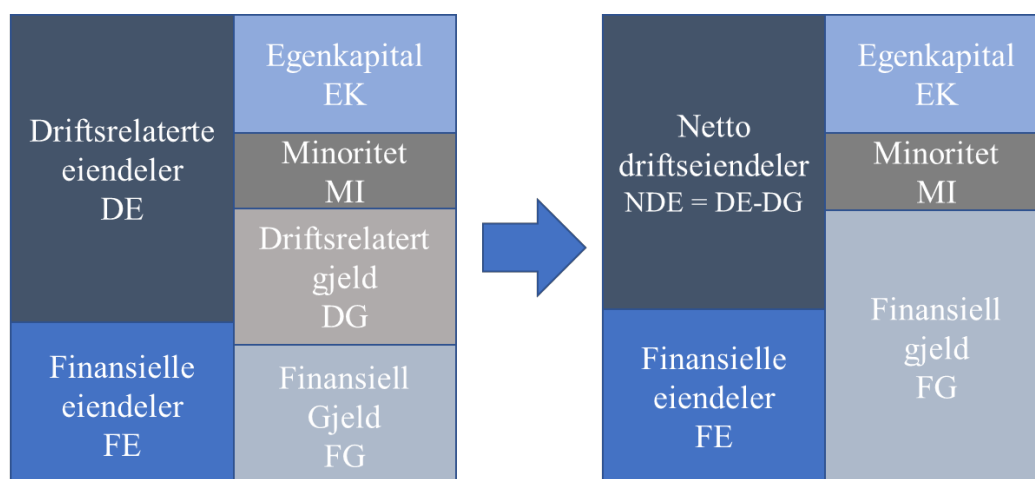 Driftsrelaterte
eiendeler
DE
Finansielle
eiendeler
FE
Egenkapital
EK
Minoritet
MI
Driftsrelatert
gjeld
DG
Finansiell
Gjeld
FG
Netto
driftseiendeler
NDE = DE-DG
Finansielle
eiendeler
FE
Egenkapital
EK
Minoritet
MI
Finansiell
gjeld
FG